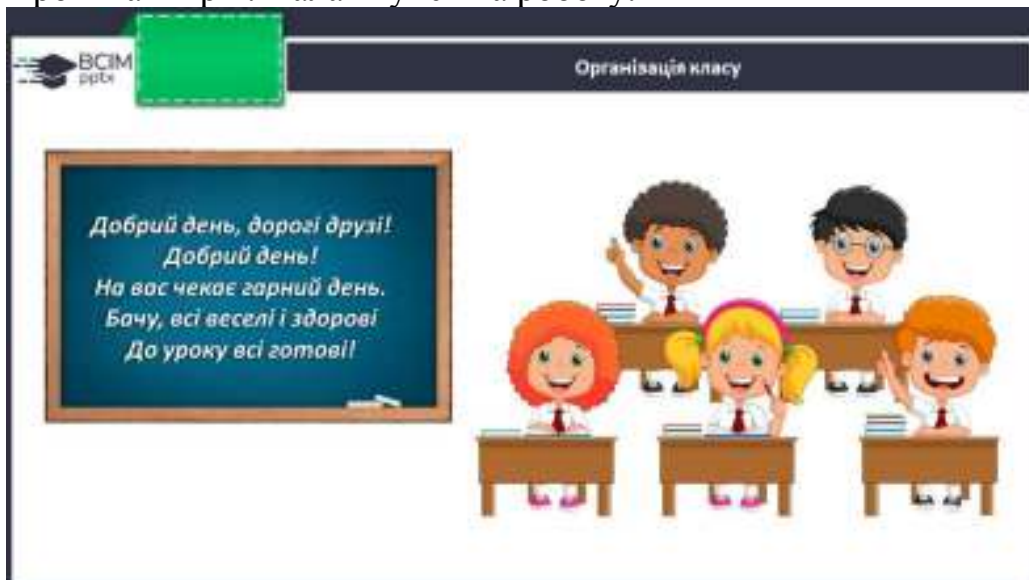 ВСІМ
pptx
Організація класу
Добрий день, дорогі друзі!
Добрий день!
На вас чекає гарний день.
Бачу, всі веселі і здорові
До уроку всі готові!